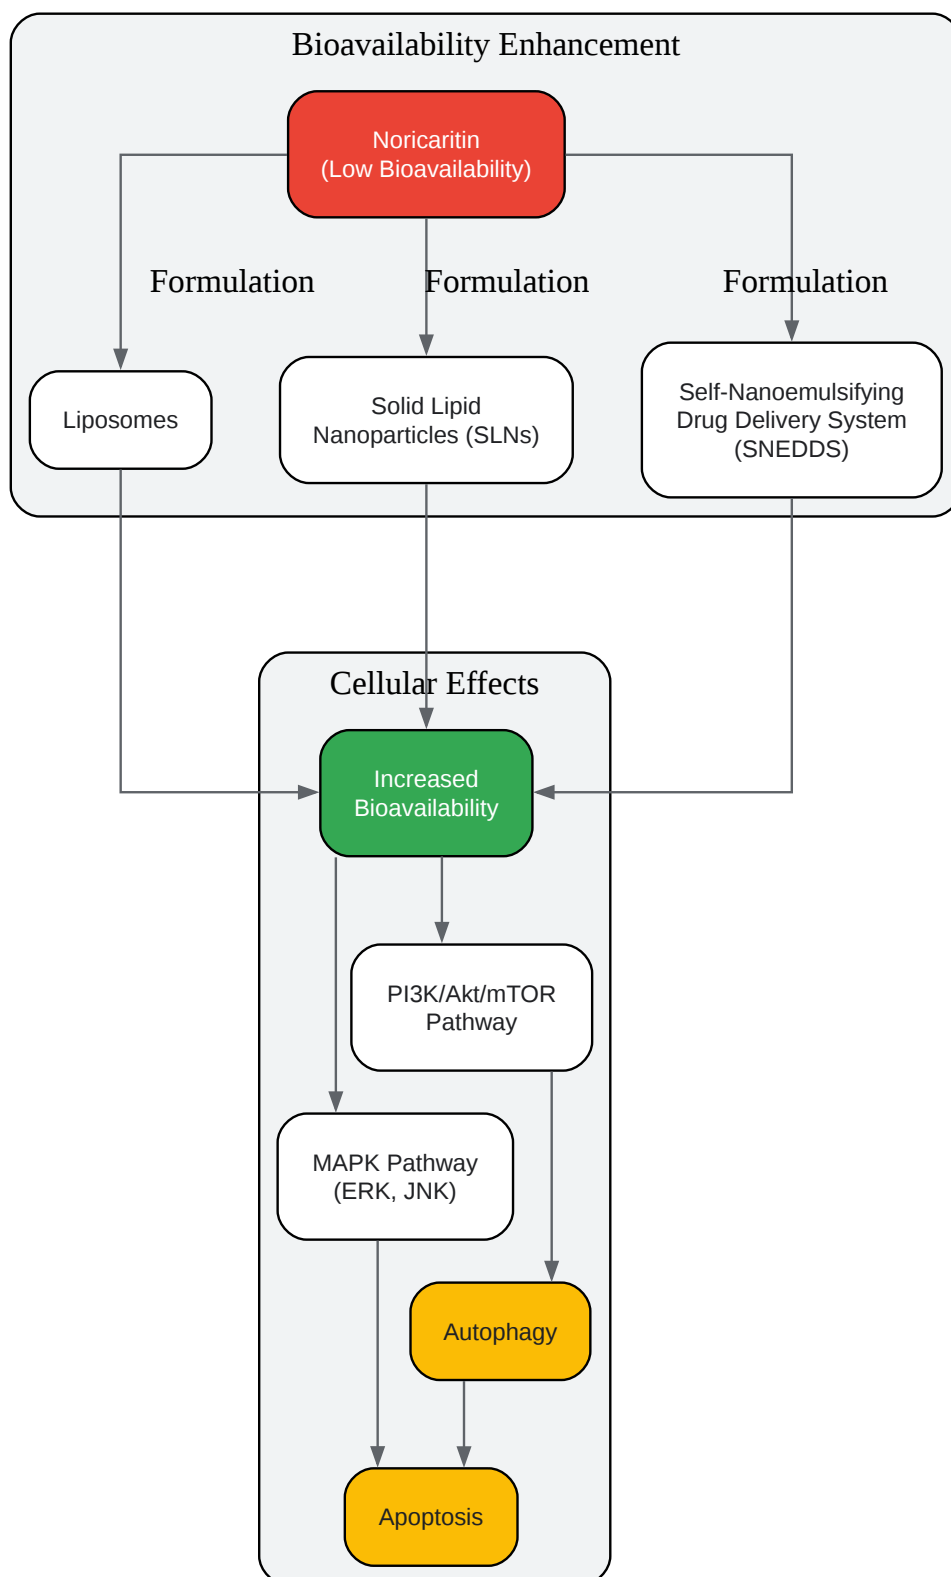 Bioavailability Enhancement
Noricaritin
(Low Bioavailability)
Formulation
Formulation
Formulation
Liposomes
Solid Lipid
Nanoparticles (SLNs)
Self-Nanoemulsifying
Drug Delivery System
(SNEDDS)
Cellular Effects
Increased
Bioavailability
PI3K/Akt/mTOR
Pathway
MAPK Pathway
(ERK, JNK)
Autophagy
Apoptosis